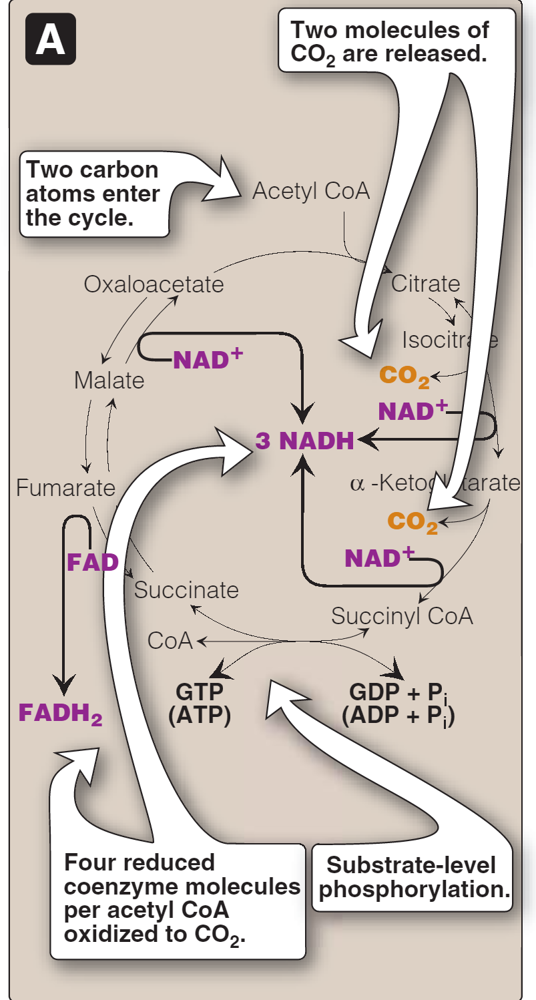 A
Two molecules of
CO₂ are released.
Two carbon
atoms enter
the cycle.
Acetyl CoA
Oxaloacetate
Citrate
Isocitrate
NAD⁺
Malate
CO₂
NAD⁺
3 NADH
Fumarate
α -Ketoglutarate
CO₂
FAD
NAD⁺
Succinate
Succinyl CoA
CoA
GTP
(ATP)
GDP + Pᵢ
(ADP + Pᵢ)
FADH₂
Four reduced
coenzyme molecules
per acetyl CoA
oxidized to CO₂.
Substrate-level
phosphorylation.